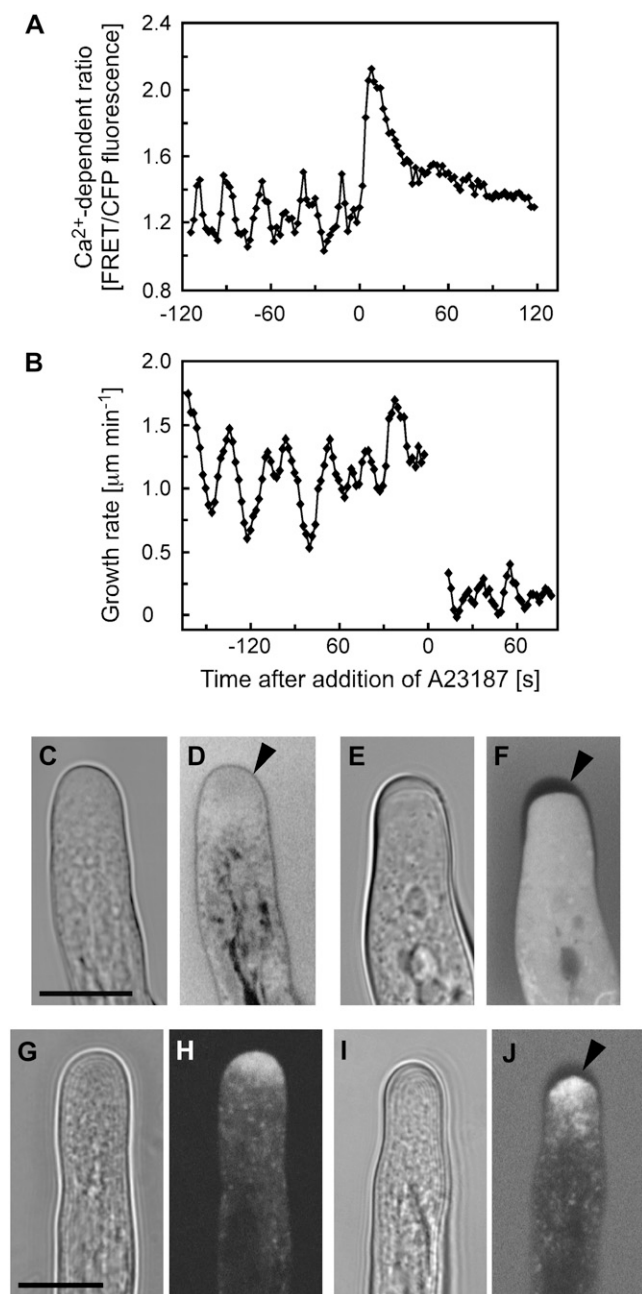 A
Ca²⁺-dependent ratio
[FRET/CFP fluorescence]
2.4
2.0
1.6
1.2
0.8
-120
-60
0
60
120
B
Growth rate [μm min⁻¹]
2.0
1.5
1.0
0.5
0
-120
60
0
60
Time after addition of A23187 [s]
C
D
E
F
G
H
I
J